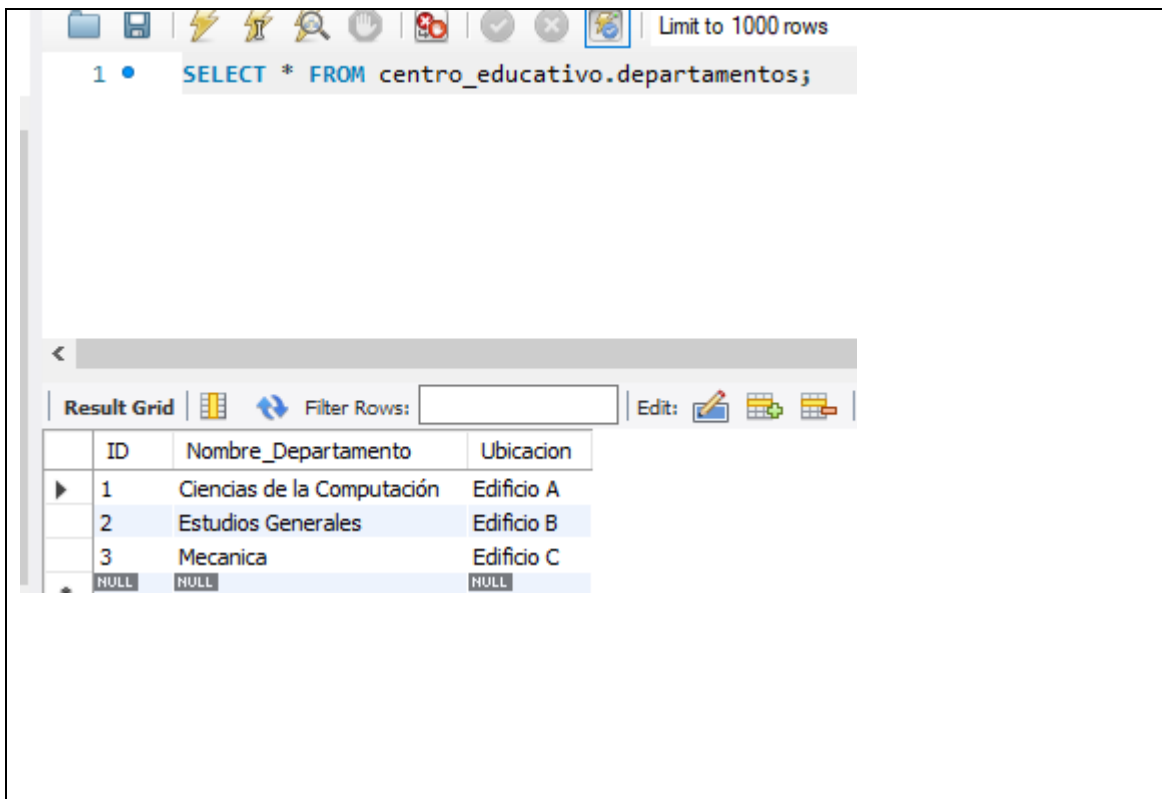 Limit to 1000 rows
1 SELECT * FROM centro_educativo.departamentos;
Result Grid Filter Rows: Edit:
ID Nombre_Departamento Ubicacion
1 Ciencias de la Computación Edificio A
2 Estudios Generales Edificio B
3 Mecanica Edificio C
NULL NULL NULL